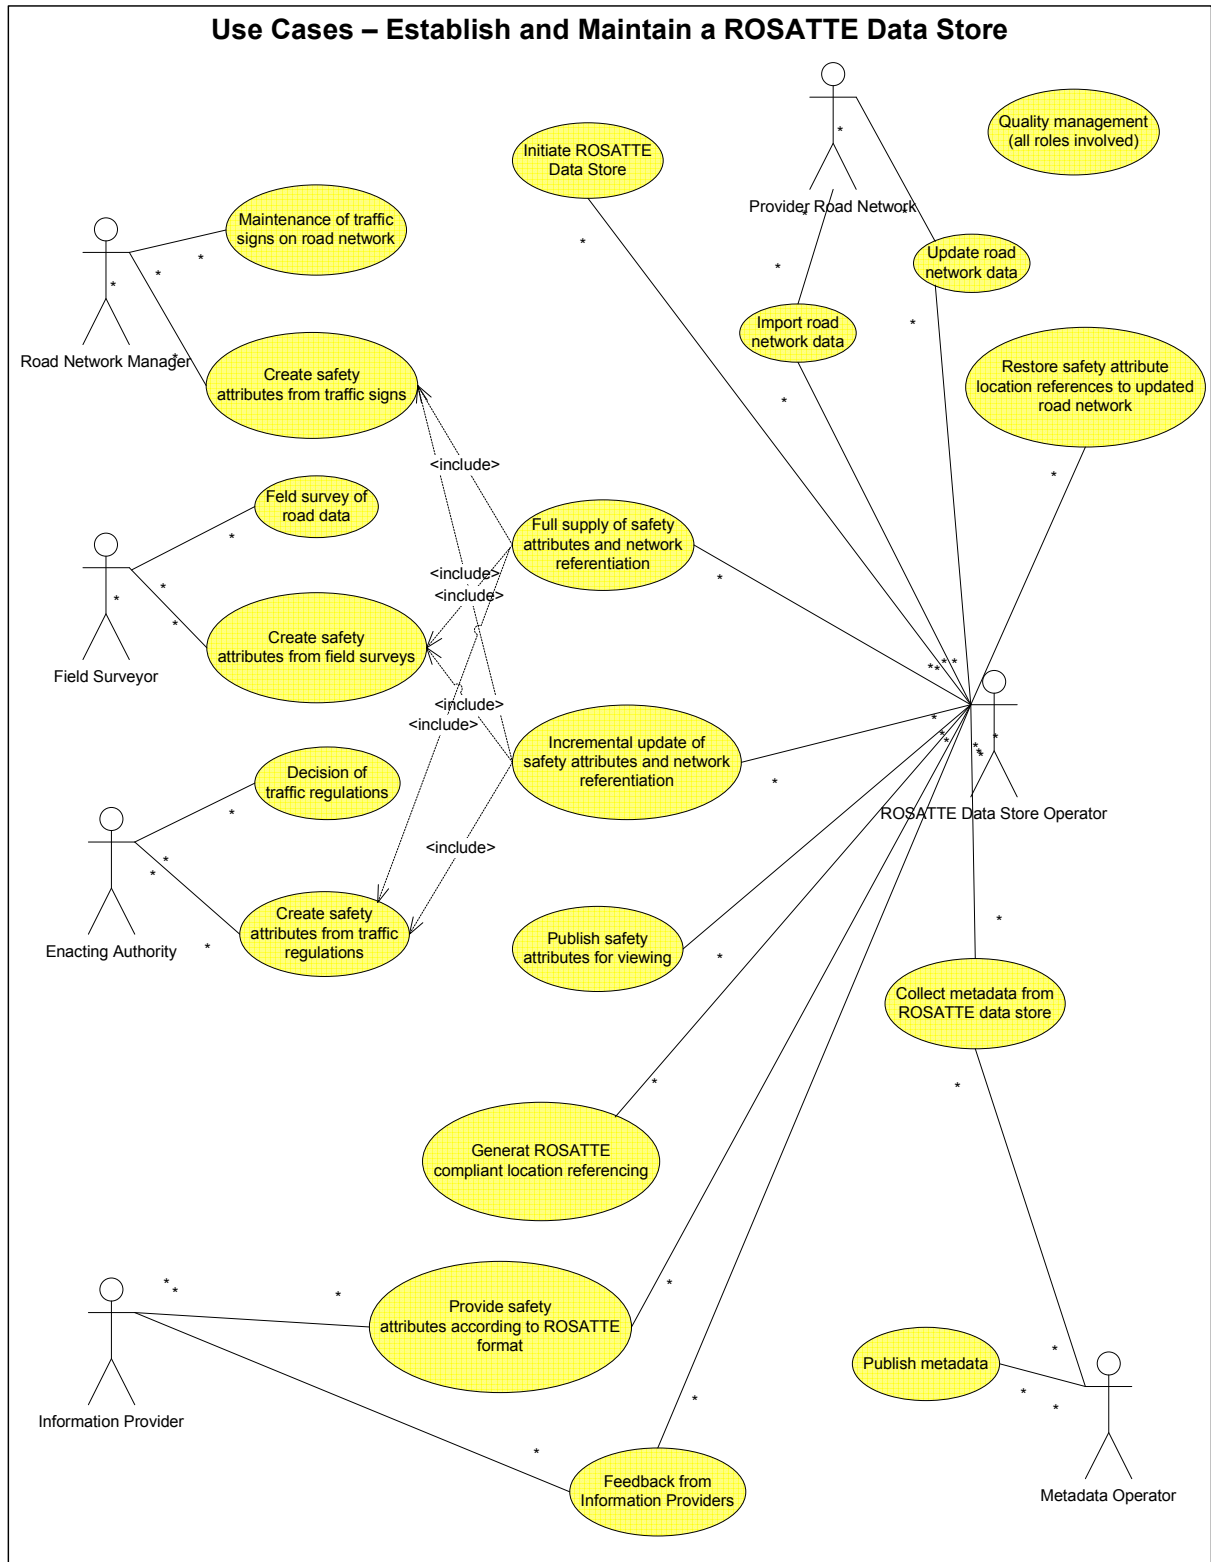 Use Cases – Establish and Maintain a ROSATTE Data Store
Initiate ROSATTE
Data Store
Quality management
(all roles involved)
Provider Road Network
Maintenance of traffic
signs on road network
Update road
network data
Import road
network data
Road Network Manager
Create safety
attributes from traffic signs
Restore safety attribute
location references to updated
road network
<include>
Feld survey of
road data
Full supply of safety
attributes and network
referentiation
<include>
<include>
Create safety
attributes from field surveys
Field Surveyor
<include>
<include>
Incremental update of
safety attributes and network
referentiation
Decision of
traffic regulations
ROSATTE Data Store Operator
<include>
Create safety
attributes from traffic
regulations
Enacting Authority
Publish safety
attributes for viewing
Collect metadata from
ROSATTE data store
Generat ROSATTE
compliant location referencing
Provide safety
attributes according to ROSATTE
format
Publish metadata
Information Provider
Feedback from
Information Providers
Metadata Operator